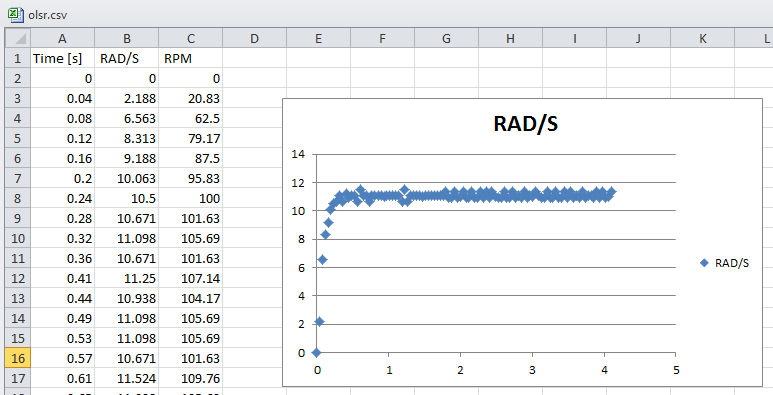 olsr.csv
A B C D E F G H I J K L
1 Time [s] RAD/S RPM
2 0 0 0
3 0.04 2.188 20.83
4 0.08 6.563 62.5
5 0.12 8.313 79.17
6 0.16 9.188 87.5
7 0.2 10.063 95.83
8 0.24 10.5 100
9 0.28 10.671 101.63
10 0.32 11.098 105.69
11 0.36 10.671 101.63
12 0.41 11.25 107.14
13 0.44 10.938 104.17
14 0.49 11.098 105.69
15 0.53 11.098 105.69
16 0.57 10.671 101.63
17 0.61 11.524 109.76
RAD/S
14
12
10
8
6
4
2
0
0 1 2 3 4 5
RAD/S